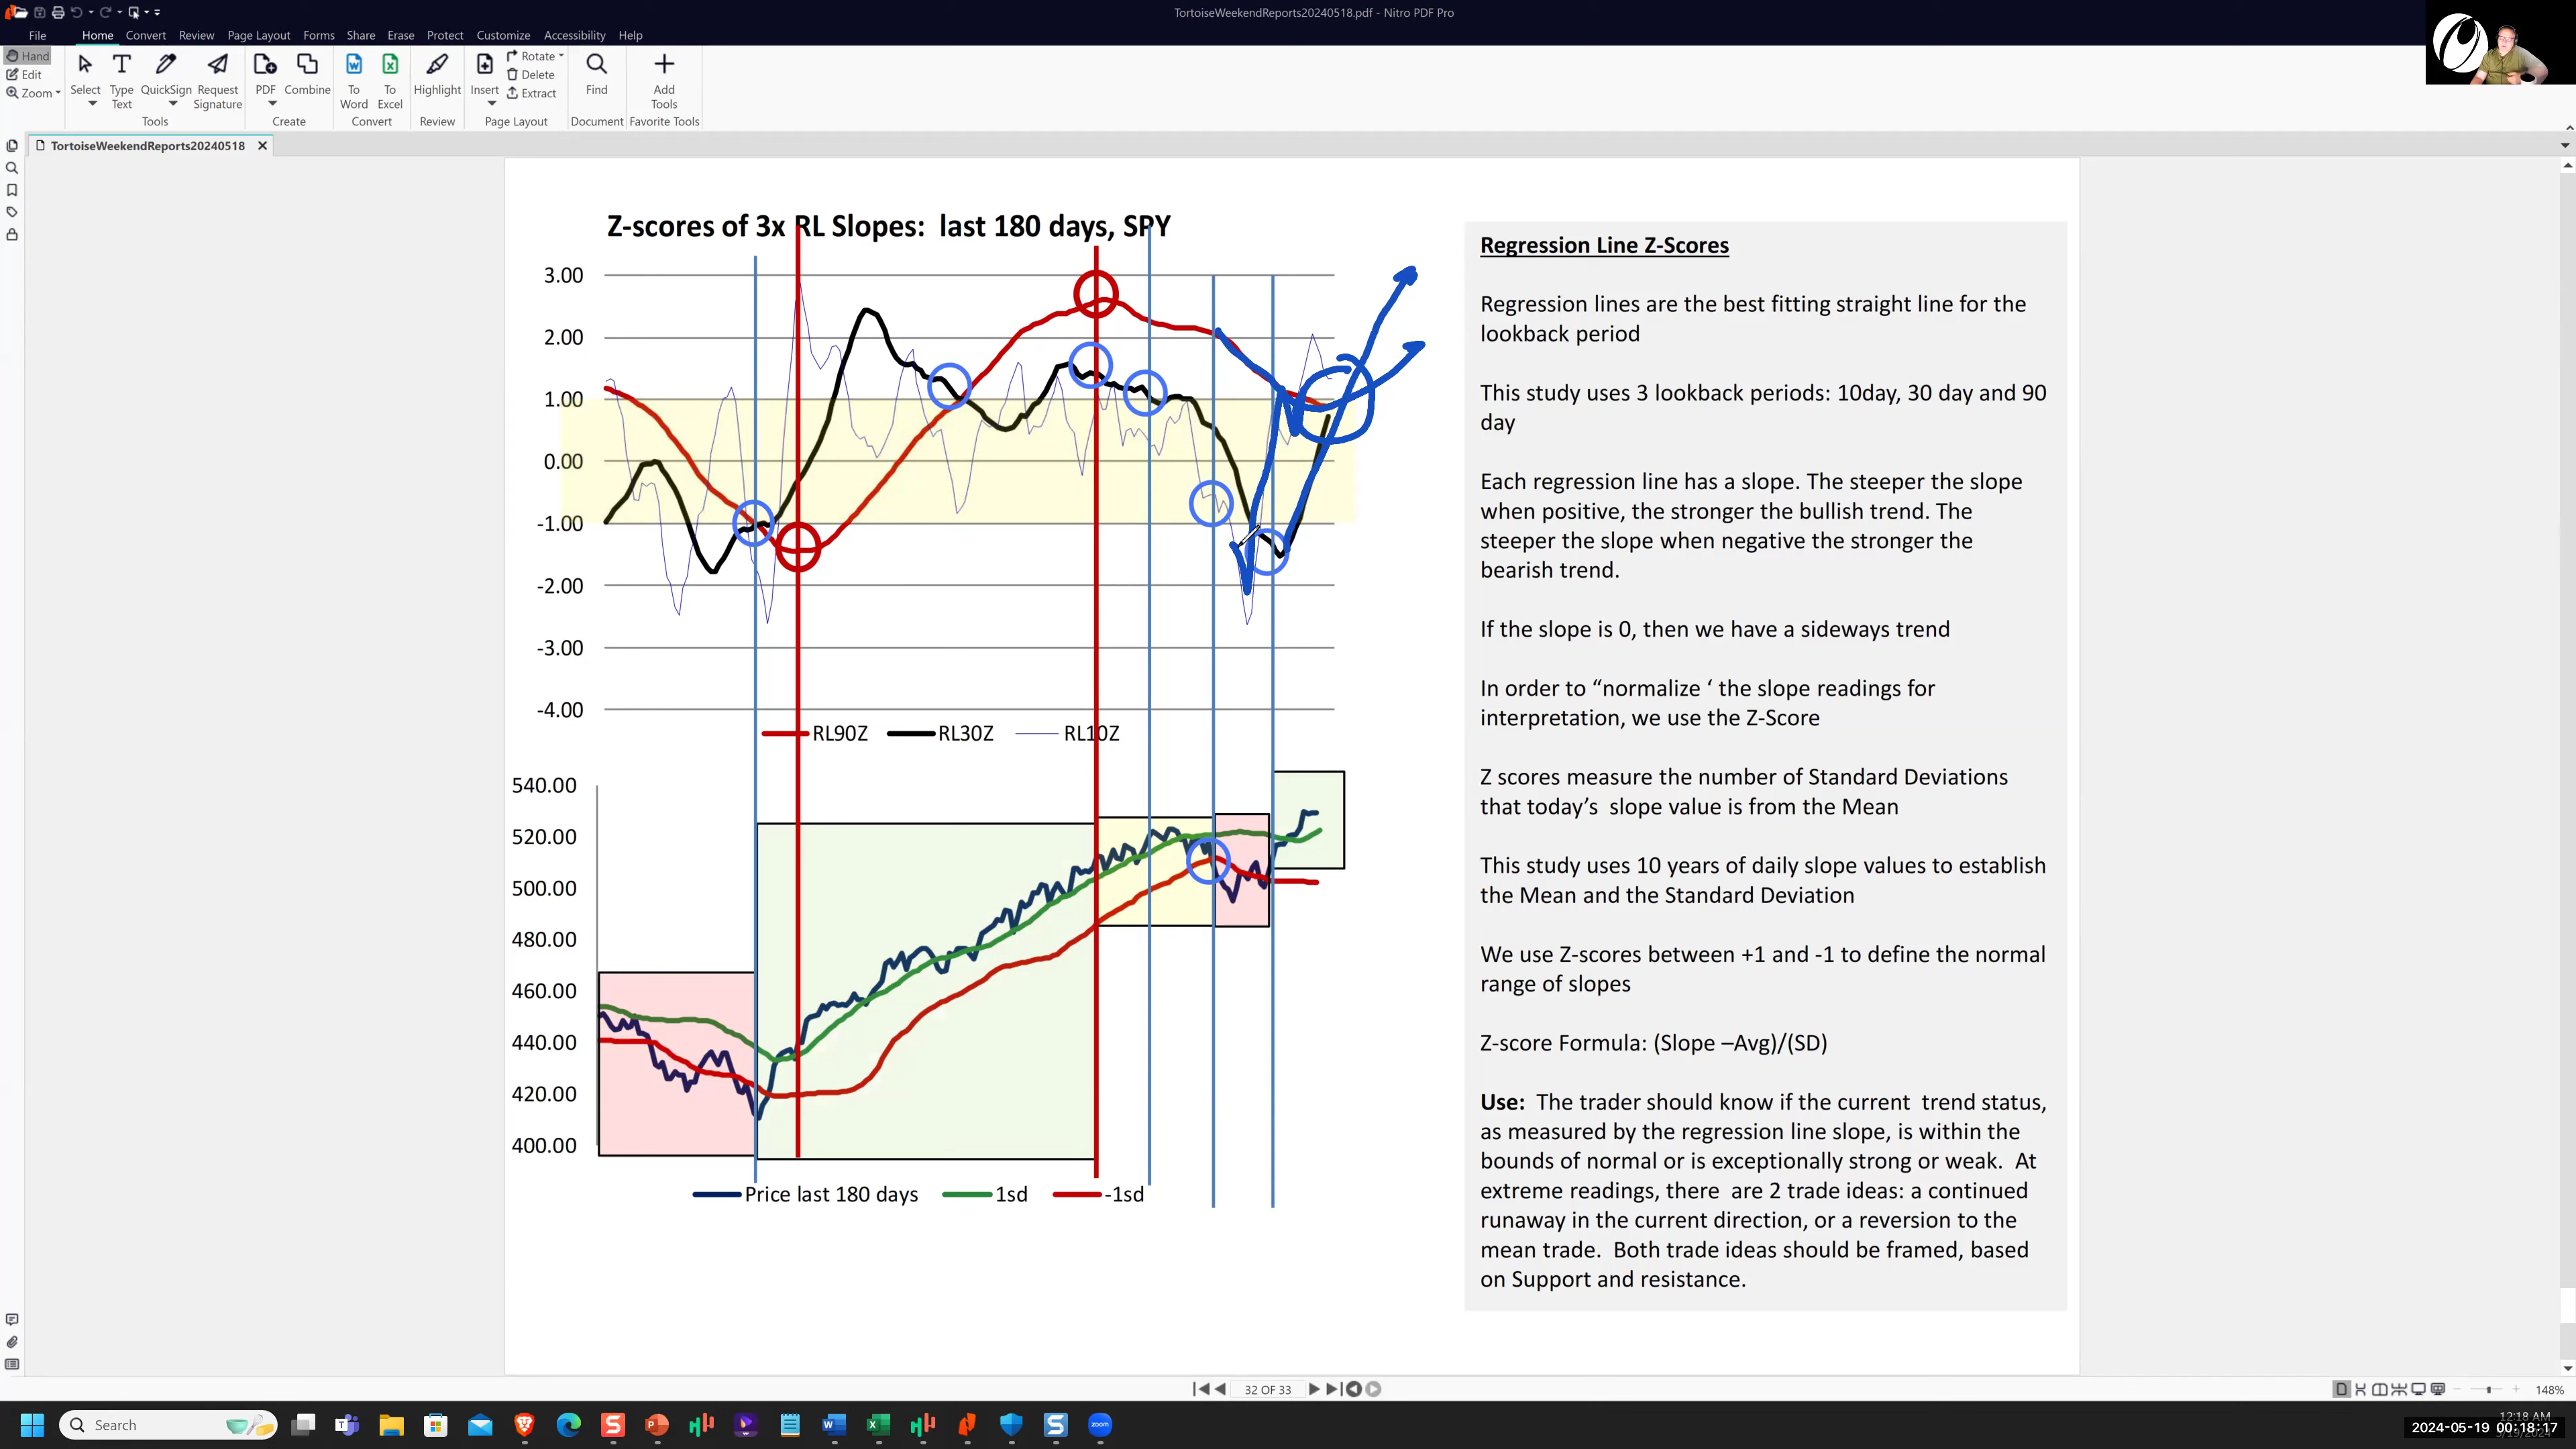 TortoiseWeekendReports20240518.pdf - Nitro PDF Pro
File Home Convert Review Page Layout Forms Share Erase Protect Customize Accessibility Help
Hand
Edit
Zoom
Select
Type Text
QuickSign
Request Signature
Tools
PDF
Combine
Create
To Word
To Excel
Convert
Highlight
Review
Insert
Rotate
Delete
Extract
Page Layout
Find
Document
Add Tools
Favorite Tools
TortoiseWeekendReports20240518
Z-scores of 3x RL Slopes: last 180 days, SPY
3.00
2.00
1.00
0.00
-1.00
-2.00
-3.00
-4.00
RL90Z RL30Z RL10Z
540.00
520.00
500.00
480.00
460.00
440.00
420.00
400.00
Price last 180 days 1sd -1sd
Regression Line Z-Scores
Regression lines are the best fitting straight line for the
lookback period
This study uses 3 lookback periods: 10day, 30 day and 90
day
Each regression line has a slope. The steeper the slope
when positive, the stronger the bullish trend. The
steeper the slope when negative the stronger the
bearish trend.
If the slope is 0, then we have a sideways trend
In order to “normalize ‘ the slope readings for
interpretation, we use the Z-Score
Z scores measure the number of Standard Deviations
that today’s slope value is from the Mean
This study uses 10 years of daily slope values to establish
the Mean and the Standard Deviation
We use Z-scores between +1 and -1 to define the normal
range of slopes
Z-score Formula: (Slope –Avg)/(SD)
Use: The trader should know if the current trend status,
as measured by the regression line slope, is within the
bounds of normal or is exceptionally strong or weak. At
extreme readings, there are 2 trade ideas: a continued
runaway in the current direction, or a reversion to the
mean trade. Both trade ideas should be framed, based
on Support and resistance.
32 OF 33
148%
Search
zoom
12:18 AM
2024-05-19 00:18:17